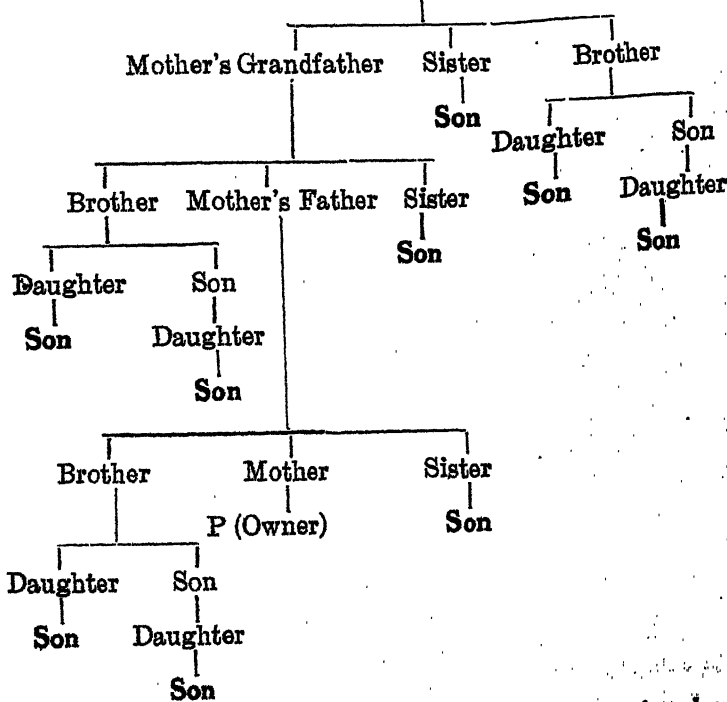 Mother's Grandfather Sister Brother
Son
Daughter Son
Son Daughter
Son
Brother Mother's Father Sister
Son
Daughter Son
Son Daughter
Son
Brother Mother Sister
P (Owner) Son
Daughter Son
Son Daughter
Son